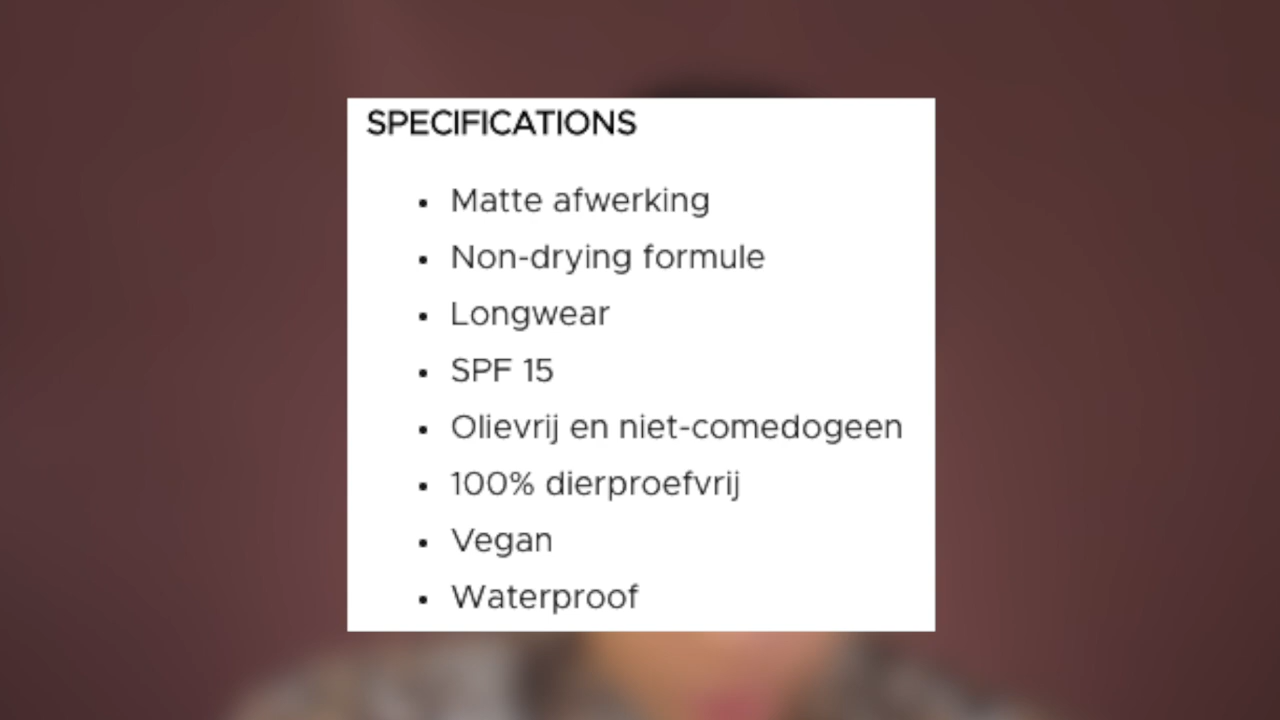 SPECIFICATIONS
• Matte afwerking
• Non-drying formule
• Longwear
• SPF 15
• Olievrij en niet-comedogeen
• 100% dierproefvrij
• Vegan
• Waterproof